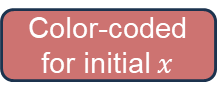 Color-coded
for initial 𝑥